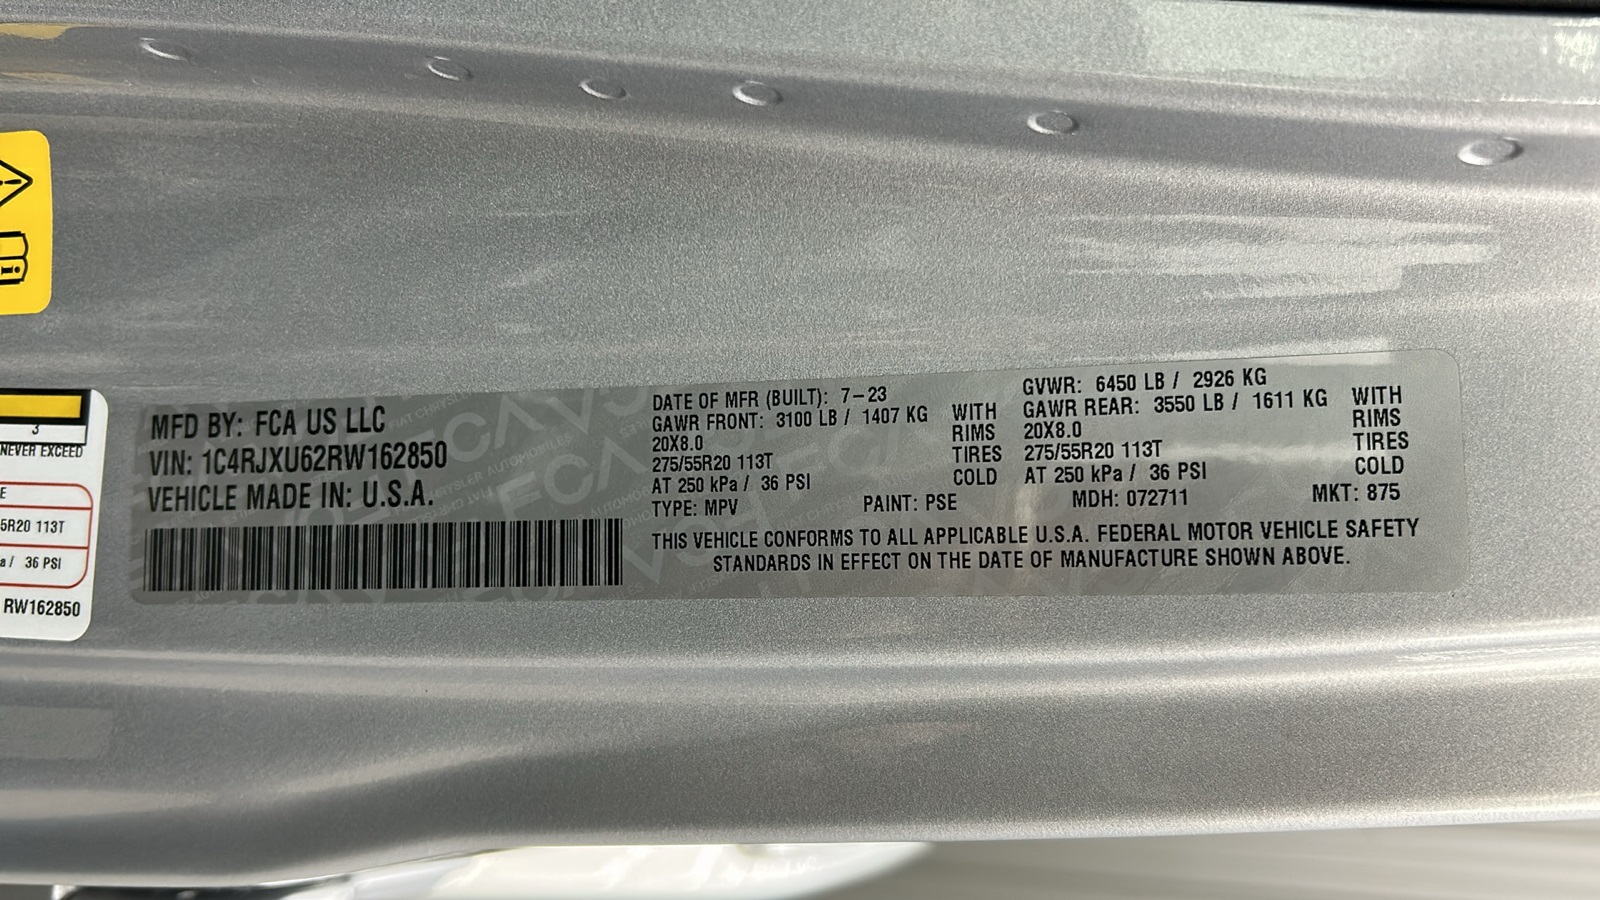 3
NEVER EXCEED
E
5R20 113T
a / 36 PSI
RW162850
MFD BY: FCA US LLC
VIN: 1C4RJXU62RW162850
VEHICLE MADE IN: U.S.A.
DATE OF MFR (BUILT): 7-23
GAWR FRONT: 3100 LB / 1407 KG
20X8.0
275/55R20 113T
AT 250 kPa / 36 PSI
WITH
RIMS
TIRES
COLD
GVWR: 6450 LB / 2926 KG
GAWR REAR: 3550 LB / 1611 KG
20X8.0
275/55R20 113T
AT 250 kPa / 36 PSI
WITH
RIMS
TIRES
COLD
TYPE: MPV PAINT: PSE MDH: 072711 MKT: 875
THIS VEHICLE CONFORMS TO ALL APPLICABLE U.S.A. FEDERAL MOTOR VEHICLE SAFETY
STANDARDS IN EFFECT ON THE DATE OF MANUFACTURE SHOWN ABOVE.